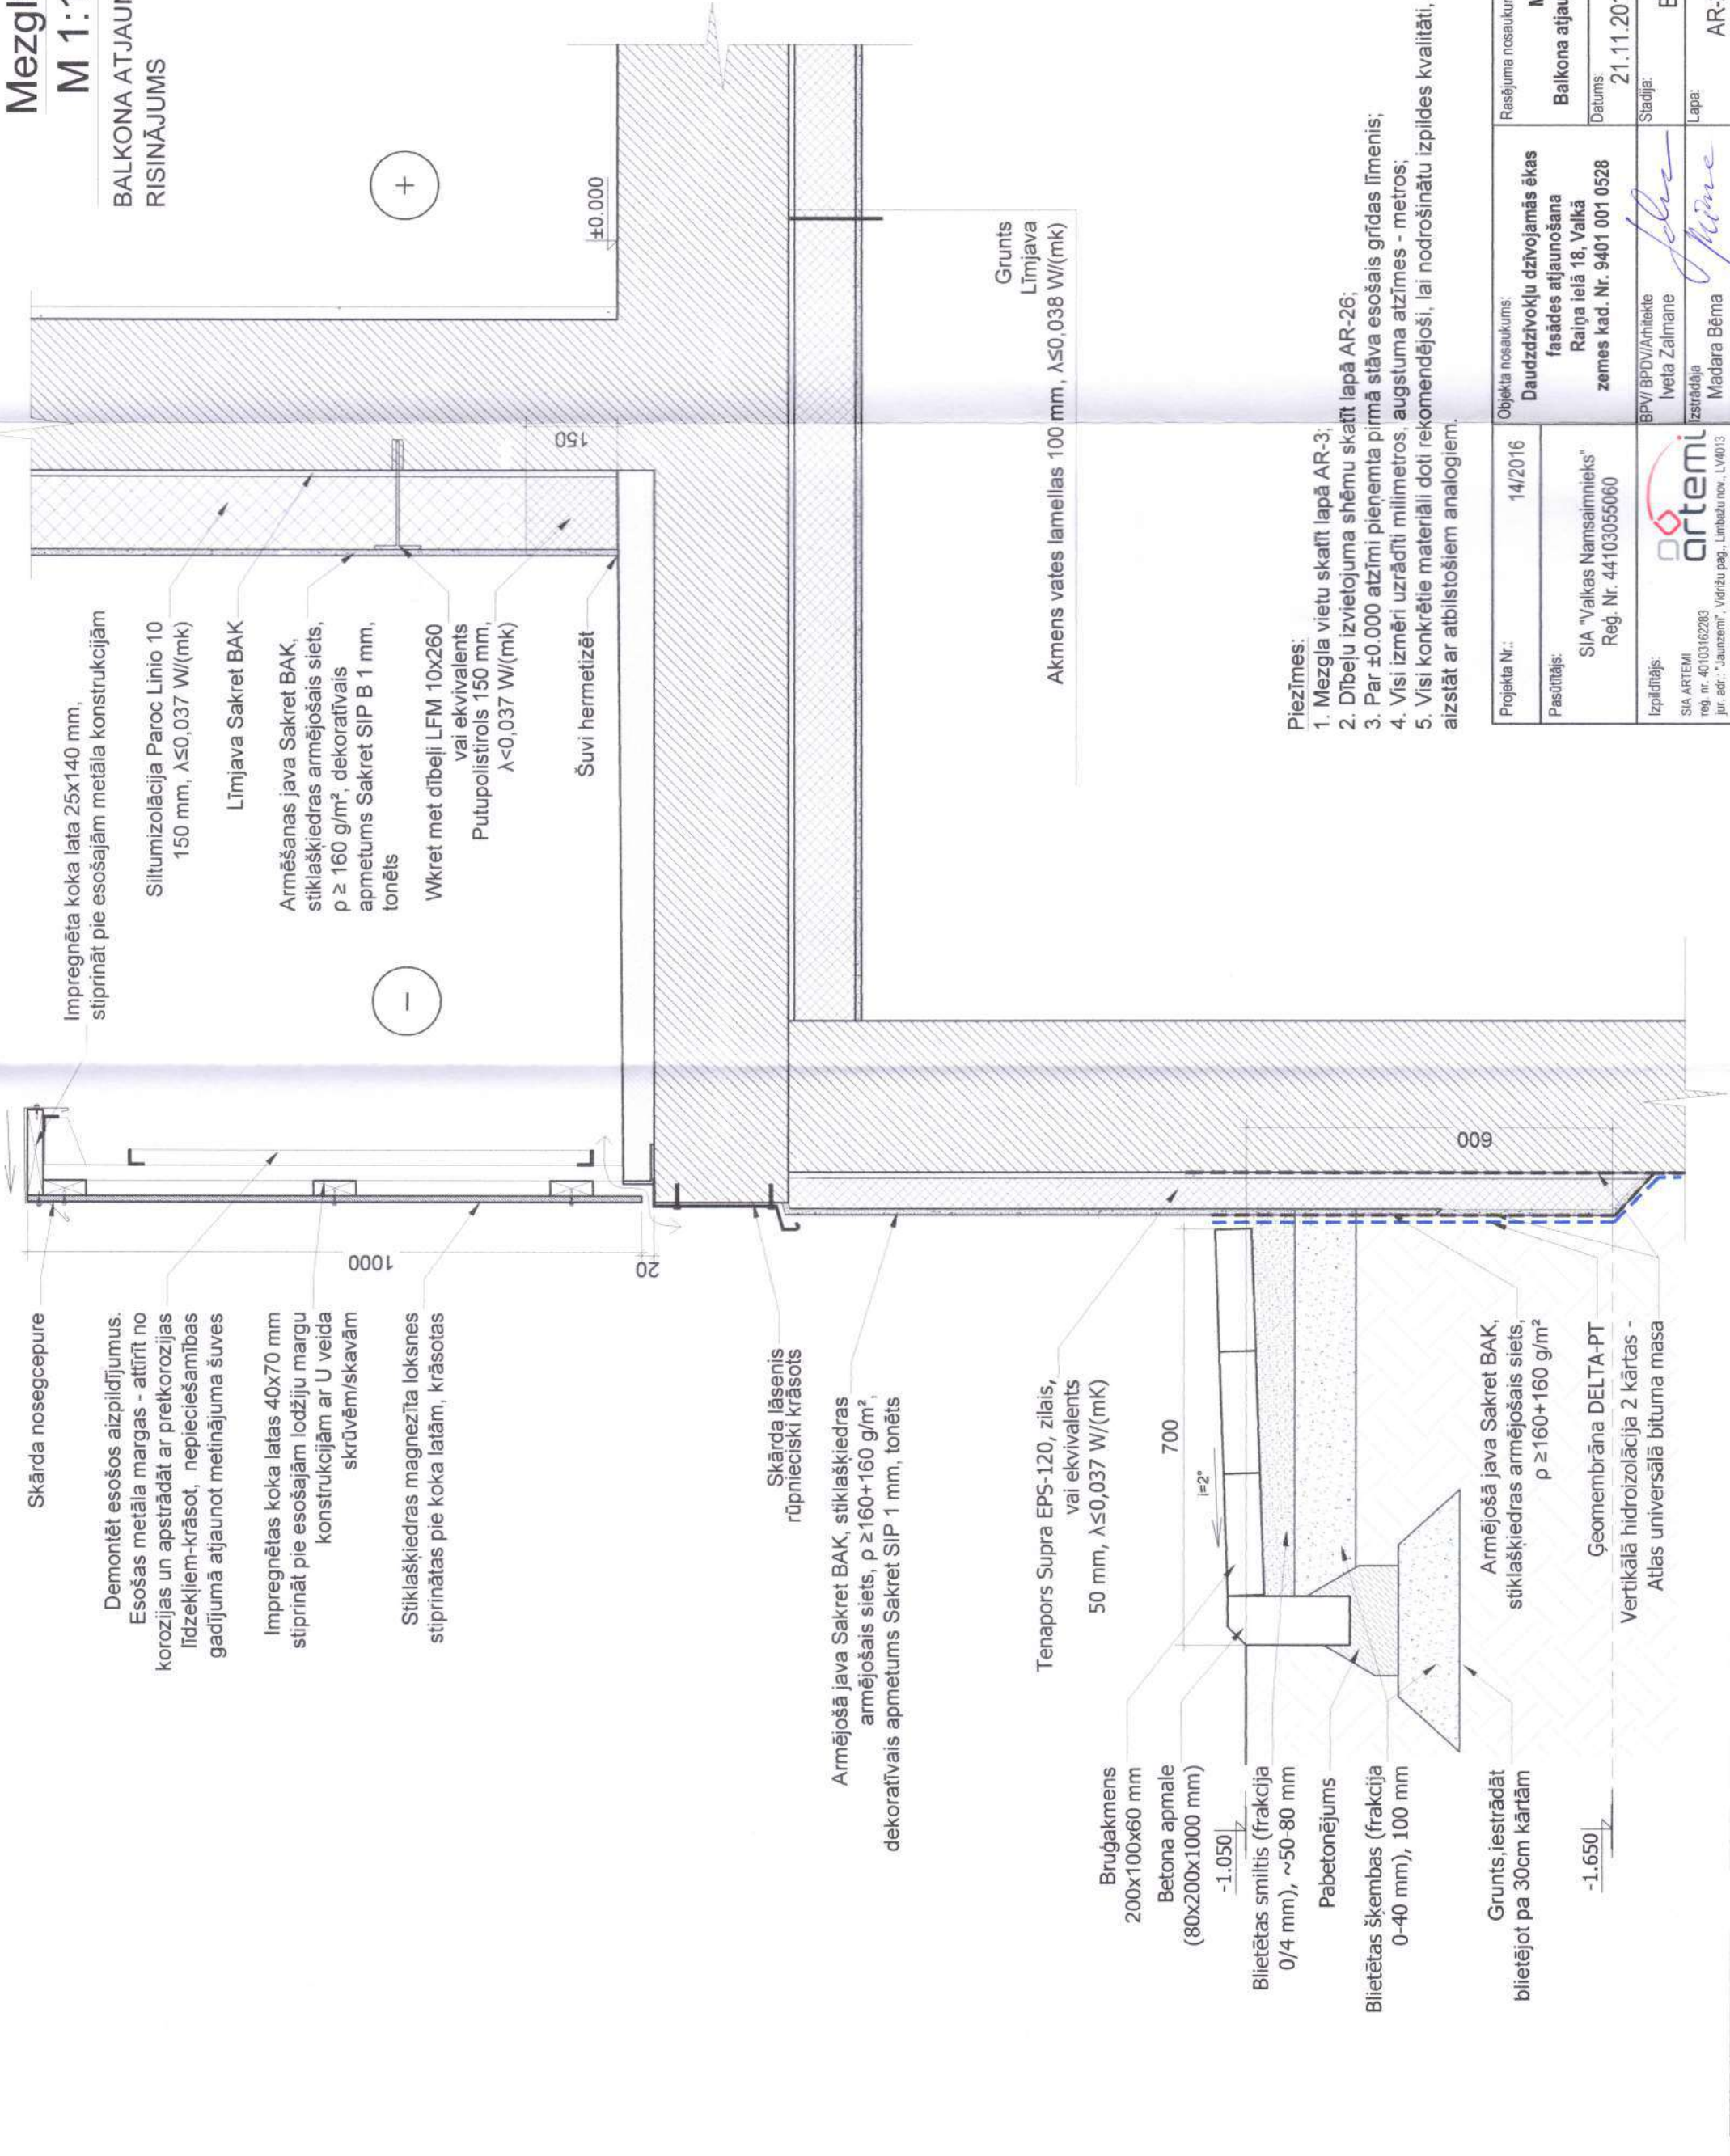 Mezgl
M 1:1
BALKONA ATJAUN
RISINĀJUMS
Skārda nosegcepure
Demontēt esošos aizpildījumus.
Esošas metāla margas - attīrīt no
korozijas un apstrādāt ar pretkorozijas
līdzekļiem-krāsot, nepieciešamības
gadījumā atjaunot metinājuma šuves
Impregnētas koka latas 40x70 mm
stiprināt pie esošajām lodžiju margu
konstrukcijām ar U veida
skrūvēm/skavām
Stiklašķiedras magnezīta loksnes
stiprinātas pie koka latām, krāsotas
1000
20
Impregnēta koka lata 25x140 mm,
stiprināt pie esošajām metāla konstrukcijām
Siltumizolācija Paroc Linio 10
150 mm, λ≤0,037 W/(mk)
Līmjava Sakret BAK
Armēšanas java Sakret BAK,
stiklašķiedras armējošais siets,
ρ ≥ 160 g/m², dekoratīvais
apmetums Sakret SIP B 1 mm,
tonēts
Wkret met dībeļi LFM 10x260
vai ekvivalents
Putupolistirols 150 mm,
λ<0,037 W/(mk)
Šuvi hermetizēt
150
+
-
±0.000
Skārda lāsenis
rūpnieciski krāsots
Armējošā java Sakret BAK, stiklašķiedras
armējošais siets, ρ ≥160+160 g/m²,
dekoratīvais apmetums Sakret SIP 1 mm, tonēts
Tenapors Supra EPS-120, zilais,
vai ekvivalents
50 mm, λ≤0,037 W/(mK)
Grunts
Līmjava
Akmens vates lamellas 100 mm, λ≤0,038 W/(mk)
700
i=2°
600
Bruģakmens
200x100x60 mm
Betona apmale
(80x200x1000 mm)
-1.050
Blietētas smiltis (frakcija
0/4 mm), ~50-80 mm
Pabetonējums
Blietētas šķembas (frakcija
0-40 mm), 100 mm
Grunts,iestrādāt
blietējot pa 30cm kārtām
-1.650
Armējošā java Sakret BAK,
stiklašķiedras armējošais siets,
ρ ≥160+160 g/m²
Ģeomembrāna DELTA-PT
Vertikālā hidroizolācija 2 kārtas -
Atlas universālā bituma masa
Piezīmes:
1. Mezgla vietu skatīt lapā AR-3;
2. Dībeļu izvietojuma shēmu skatīt lapā AR-26;
3. Par ±0.000 atzīmi pieņemta pirmā stāva esošais grīdas līmenis;
4. Visi izmēri uzrādīti milimetros, augstuma atzīmes - metros;
5. Visi konkrētie materiāli doti rekomendējoši, lai nodrošinātu izpildes kvalitāti,
aizstāt ar atbilstošiem analogiem.
Projekta Nr.: 14/2016
Pasūtītājs:
SIA "Valkas Namsaimnieks"
Reģ. Nr. 44103055060
Izpildītājs:
artemi
SIA ARTEMI
reģ. nr. 40103162283
jur. adr.: "Jaunzemi", Vidrižu pag., Limbažu nov., LV4013
Objekta nosaukums:
Daudzdzīvokļu dzīvojamās ēkas
fasādes atjaunošana
Raiņa ielā 18, Valkā
zemes kad. Nr. 9401 001 0528
BPV/ BPDV/Arhitekte
Iveta Zalmane
Izstrādāja
Madara Bēma
Rasējuma nosaukum
M
Balkona atjau
Datums:
21.11.201
Stadija:
B
Lapa:
AR-